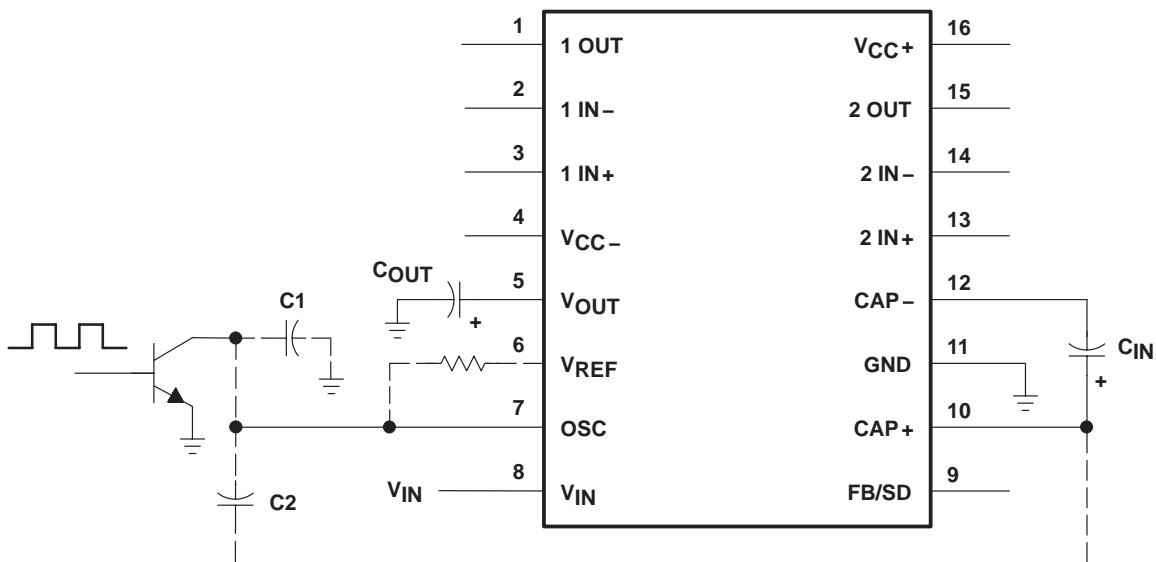 1
1 OUT
VCC+
16
2
1 IN−
2 OUT
15
3
1 IN+
2 IN−
14
4
VCC−
2 IN+
13
COUT
5
VOUT
CAP−
12
+
C1
6
VREF
GND
11
CIN
+
7
OSC
CAP+
10
C2
VIN
8
VIN
FB/SD
9